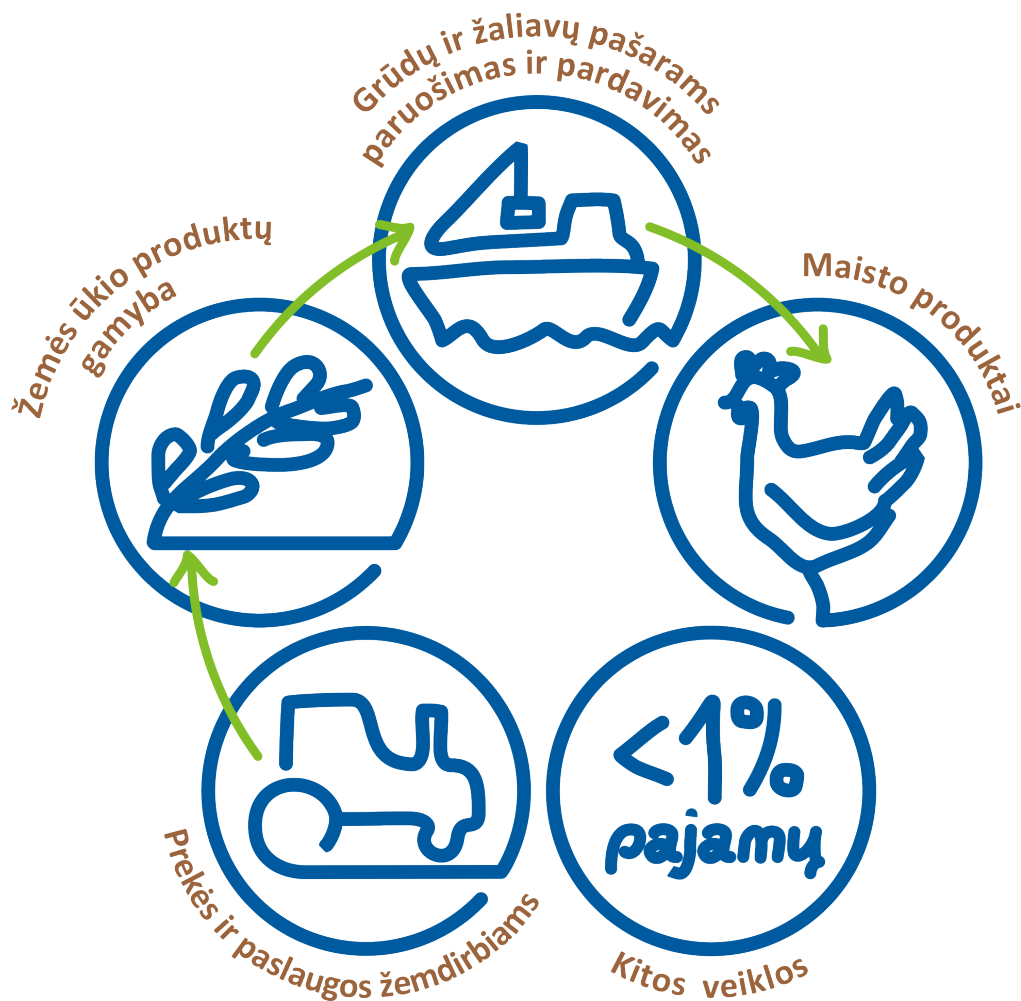 Grūdų ir žaliavų pašarams
paruošimas ir pardavimas
Žemės ūkio produktų
gamyba
Maisto produktai
Prekės ir paslaugos žemdirbiams
<1%
pajamų
Kitos veiklos